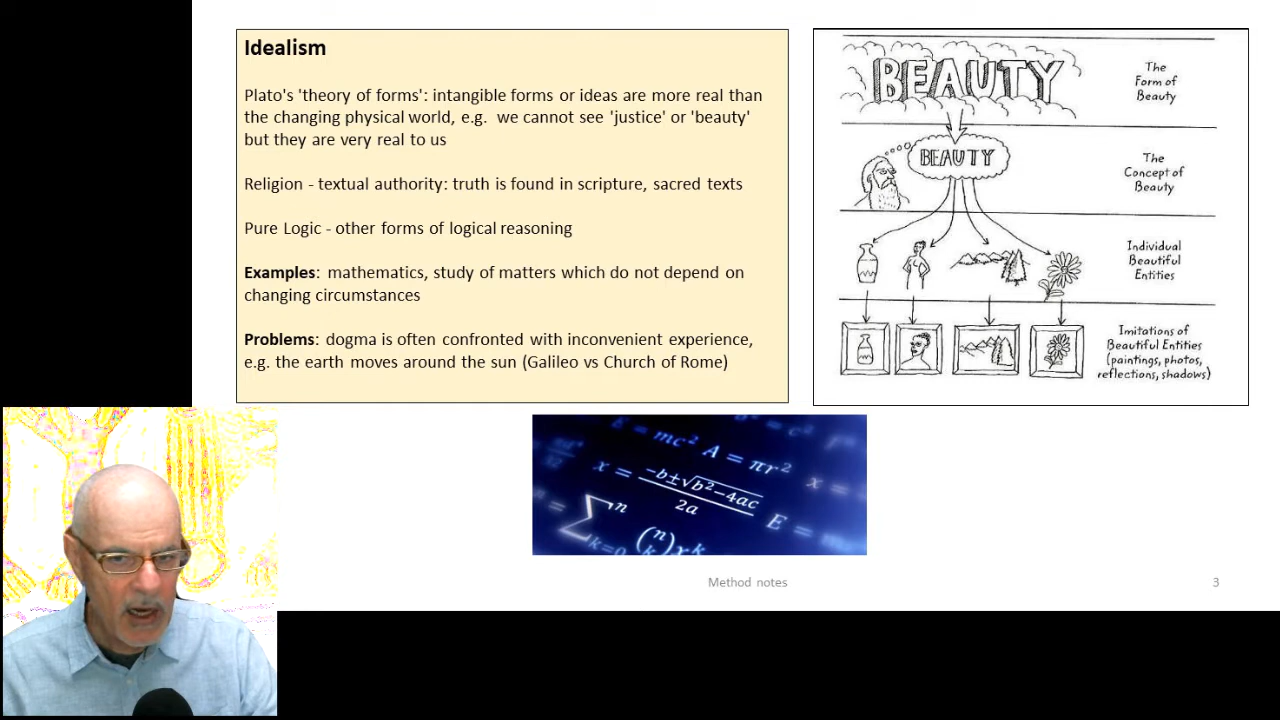 Idealism
Plato's 'theory of forms': intangible forms or ideas are more real than
the changing physical world, e.g. we cannot see 'justice' or 'beauty'
but they are very real to us
Religion - textual authority: truth is found in scripture, sacred texts
Pure Logic - other forms of logical reasoning
Examples: mathematics, study of matters which do not depend on
changing circumstances
Problems: dogma is often confronted with inconvenient experience,
e.g. the earth moves around the sun (Galileo vs Church of Rome)
BEAUTY
The
Form of
Beauty
BEAUTY
The
Concept of
Beauty
Individual
Beautiful
Entities
Imitations of
Beautiful Entities
(paintings, photos,
reflections, shadows)
E = mc² A = πr²
x = −b±√b²−4ac
2a
E =
∑ n k=0 (n k) x^k
Method notes
3